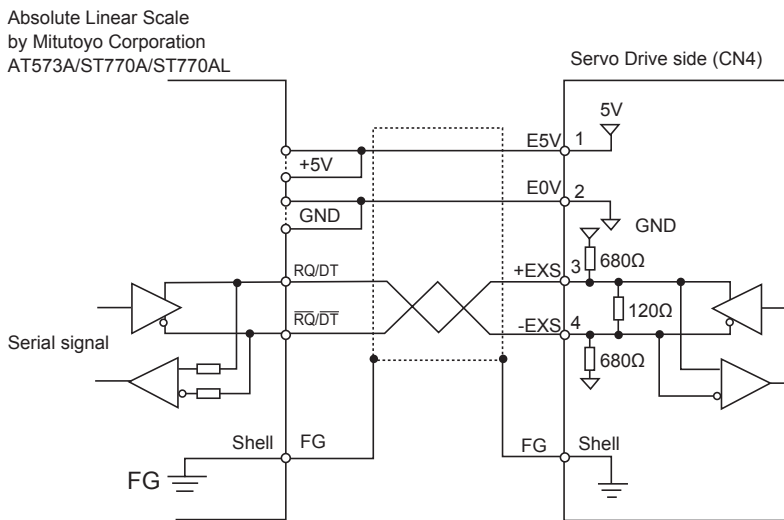 Absolute Linear Scale
by Mitutoyo Corporation
AT573A/ST770A/ST770AL
Servo Drive side (CN4)
5V
E5V 1
+5V
E0V 2
GND
GND
RQ/DT
+EXS 3
680Ω
120Ω
RQ/DT
-EXS 4
Serial signal
680Ω
Shell FG
FG Shell
FG